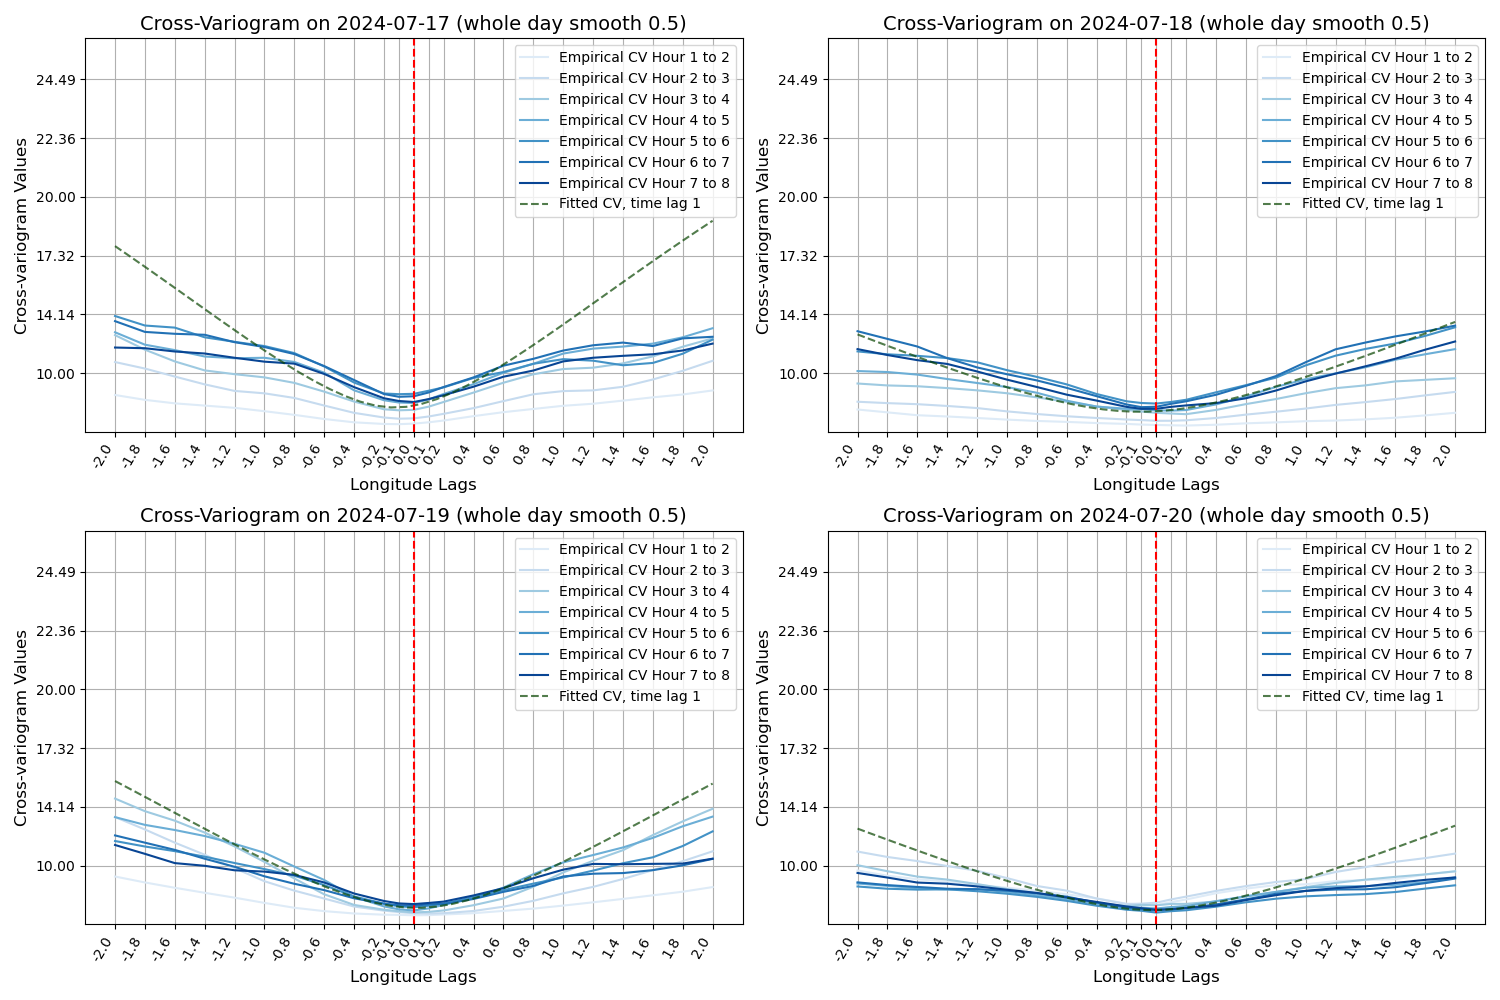 Cross-Variogram on 2024-07-17 (whole day smooth 0.5)
Cross-variogram Values
24.49
22.36
20.00
17.32
14.14
10.00
Empirical CV Hour 1 to 2
Empirical CV Hour 2 to 3
Empirical CV Hour 3 to 4
Empirical CV Hour 4 to 5
Empirical CV Hour 5 to 6
Empirical CV Hour 6 to 7
Empirical CV Hour 7 to 8
Fitted CV, time lag 1
-2.0 -1.8 -1.6 -1.4 -1.2 -1.0 -0.8 -0.6 -0.4 -0.2 -0.1 0.0 0.1 0.2 0.4 0.6 0.8 1.0 1.2 1.4 1.6 1.8 2.0
Longitude Lags
Cross-Variogram on 2024-07-18 (whole day smooth 0.5)
Cross-variogram Values
24.49
22.36
20.00
17.32
14.14
10.00
Empirical CV Hour 1 to 2
Empirical CV Hour 2 to 3
Empirical CV Hour 3 to 4
Empirical CV Hour 4 to 5
Empirical CV Hour 5 to 6
Empirical CV Hour 6 to 7
Empirical CV Hour 7 to 8
Fitted CV, time lag 1
-2.0 -1.8 -1.6 -1.4 -1.2 -1.0 -0.8 -0.6 -0.4 -0.2 -0.1 0.0 0.1 0.2 0.4 0.6 0.8 1.0 1.2 1.4 1.6 1.8 2.0
Longitude Lags
Cross-Variogram on 2024-07-19 (whole day smooth 0.5)
Cross-variogram Values
24.49
22.36
20.00
17.32
14.14
10.00
Empirical CV Hour 1 to 2
Empirical CV Hour 2 to 3
Empirical CV Hour 3 to 4
Empirical CV Hour 4 to 5
Empirical CV Hour 5 to 6
Empirical CV Hour 6 to 7
Empirical CV Hour 7 to 8
Fitted CV, time lag 1
-2.0 -1.8 -1.6 -1.4 -1.2 -1.0 -0.8 -0.6 -0.4 -0.2 -0.1 0.0 0.1 0.2 0.4 0.6 0.8 1.0 1.2 1.4 1.6 1.8 2.0
Longitude Lags
Cross-Variogram on 2024-07-20 (whole day smooth 0.5)
Cross-variogram Values
24.49
22.36
20.00
17.32
14.14
10.00
Empirical CV Hour 1 to 2
Empirical CV Hour 2 to 3
Empirical CV Hour 3 to 4
Empirical CV Hour 4 to 5
Empirical CV Hour 5 to 6
Empirical CV Hour 6 to 7
Empirical CV Hour 7 to 8
Fitted CV, time lag 1
-2.0 -1.8 -1.6 -1.4 -1.2 -1.0 -0.8 -0.6 -0.4 -0.2 -0.1 0.0 0.1 0.2 0.4 0.6 0.8 1.0 1.2 1.4 1.6 1.8 2.0
Longitude Lags